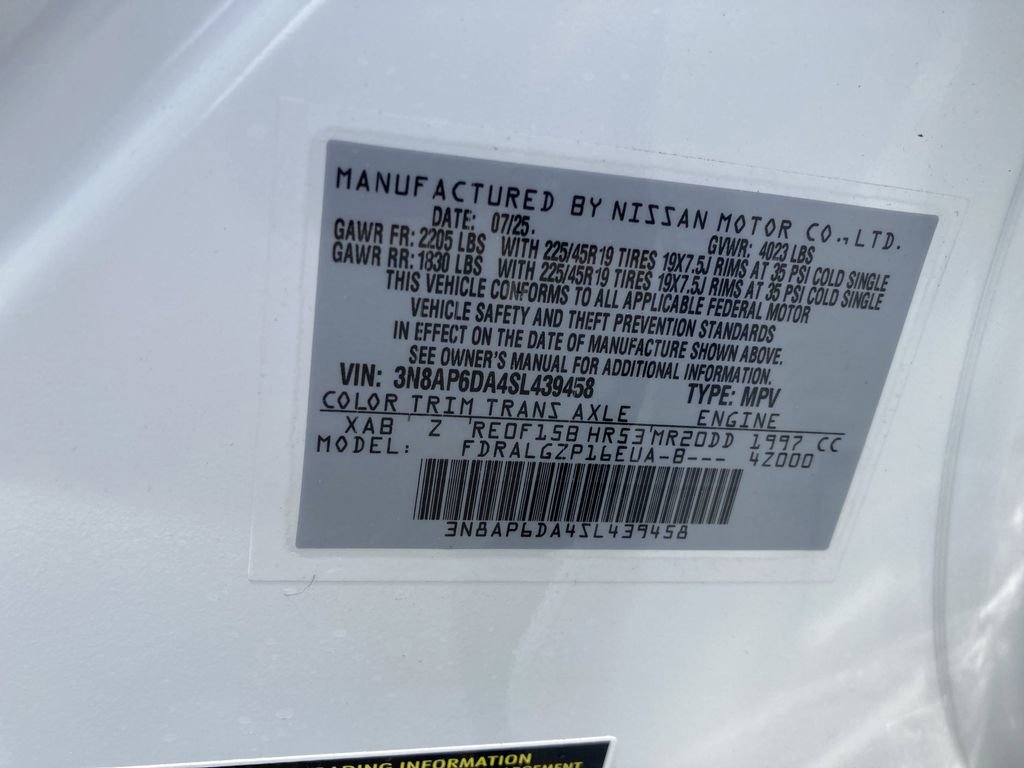 MANUFACTURED BY NISSAN MOTOR CO., LTD.
DATE: 07/25. GVWR: 4023 LBS
GAWR FR: 2205 LBS WITH 225/45R19 TIRES 19X7.5J RIMS AT 35 PSI COLD SINGLE
GAWR RR: 1830 LBS WITH 225/45R19 TIRES 19X7.5J RIMS AT 35 PSI COLD SINGLE
THIS VEHICLE CONFORMS TO ALL APPLICABLE FEDERAL MOTOR
VEHICLE SAFETY AND THEFT PREVENTION STANDARDS
IN EFFECT ON THE DATE OF MANUFACTURE SHOWN ABOVE.
SEE OWNER'S MANUAL FOR ADDITIONAL INFORMATION.
VIN: 3N8AP6DA4SL439458 TYPE: MPV
COLOR TRIM TRANS AXLE ENGINE
XAB Z RE0F15B HR53 MR20DD 1997 CC
MODEL: FDRALGZP16EUA-B--- 4Z000
3N8AP6DA4SL439458
INFORMATION